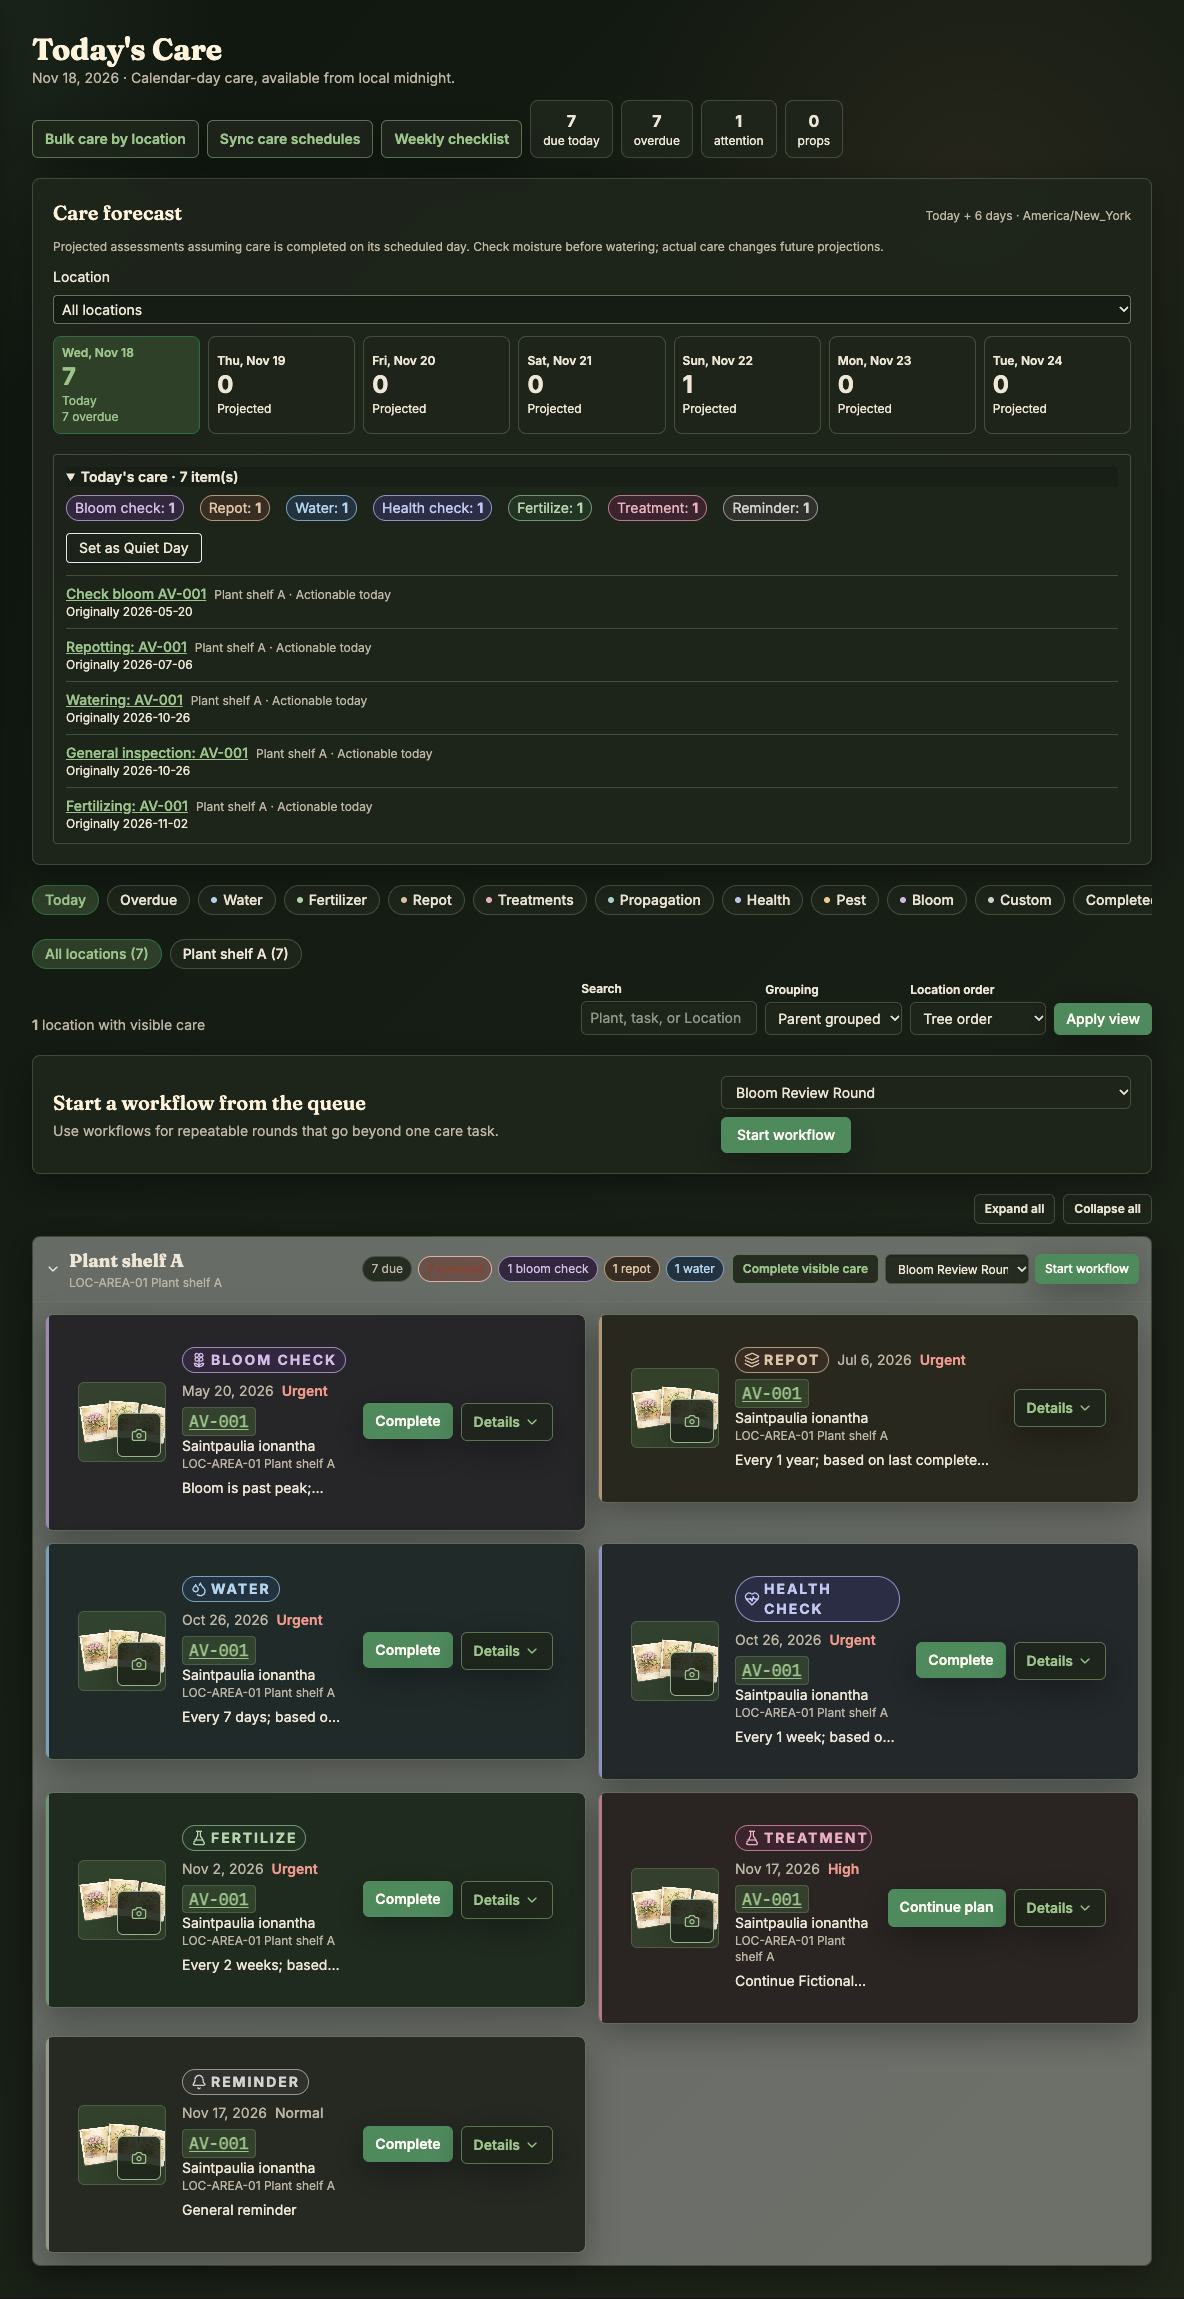 Today's Care
Nov 18, 2026 · Calendar-day care, available from local midnight.
Bulk care by location
Sync care schedules
Weekly checklist
7
due today
7
overdue
1
attention
0
props
Care forecast
Today + 6 days · America/New_York
Projected assessments assuming care is completed on its scheduled day. Check moisture before watering; actual care changes future projections.
Location
All locations
Wed, Nov 18
7
Today
7 overdue
Thu, Nov 19
0
Projected
Fri, Nov 20
0
Projected
Sat, Nov 21
0
Projected
Sun, Nov 22
1
Projected
Mon, Nov 23
0
Projected
Tue, Nov 24
0
Projected
Today's care · 7 item(s)
Bloom check: 1
Repot: 1
Water: 1
Health check: 1
Fertilize: 1
Treatment: 1
Reminder: 1
Set as Quiet Day
Check bloom AV-001 Plant shelf A · Actionable today
Originally 2026-05-20
Repotting: AV-001 Plant shelf A · Actionable today
Originally 2026-07-06
Watering: AV-001 Plant shelf A · Actionable today
Originally 2026-10-26
General inspection: AV-001 Plant shelf A · Actionable today
Originally 2026-10-26
Fertilizing: AV-001 Plant shelf A · Actionable today
Originally 2026-11-02
Today
Overdue
Water
Fertilizer
Repot
Treatments
Propagation
Health
Pest
Bloom
Custom
Complete
All locations (7)
Plant shelf A (7)
1 location with visible care
Search
Plant, task, or Location
Grouping
Parent grouped
Location order
Tree order
Apply view
Start a workflow from the queue
Use workflows for repeatable rounds that go beyond one care task.
Bloom Review Round
Start workflow
Expand all
Collapse all
Plant shelf A
LOC-AREA-01 Plant shelf A
7 due
1 bloom check
1 repot
1 water
Complete visible care
Bloom Review Roun
Start workflow
BLOOM CHECK
May 20, 2026 Urgent
AV-001
Saintpaulia ionantha
LOC-AREA-01 Plant shelf A
Bloom is past peak;...
Complete
Details
REPOT Jul 6, 2026 Urgent
AV-001
Saintpaulia ionantha
LOC-AREA-01 Plant shelf A
Every 1 year; based on last complete...
Details
WATER
Oct 26, 2026 Urgent
AV-001
Saintpaulia ionantha
LOC-AREA-01 Plant shelf A
Every 7 days; based o...
Complete
Details
HEALTH
CHECK
Oct 26, 2026 Urgent
AV-001
Saintpaulia ionantha
LOC-AREA-01 Plant shelf A
Every 1 week; based o...
Complete
Details
FERTILIZE
Nov 2, 2026 Urgent
AV-001
Saintpaulia ionantha
LOC-AREA-01 Plant shelf A
Every 2 weeks; based...
Complete
Details
TREATMENT
Nov 17, 2026 High
AV-001
Saintpaulia ionantha
LOC-AREA-01 Plant
shelf A
Continue Fictional...
Continue plan
Details
REMINDER
Nov 17, 2026 Normal
AV-001
Saintpaulia ionantha
LOC-AREA-01 Plant shelf A
General reminder
Complete
Details